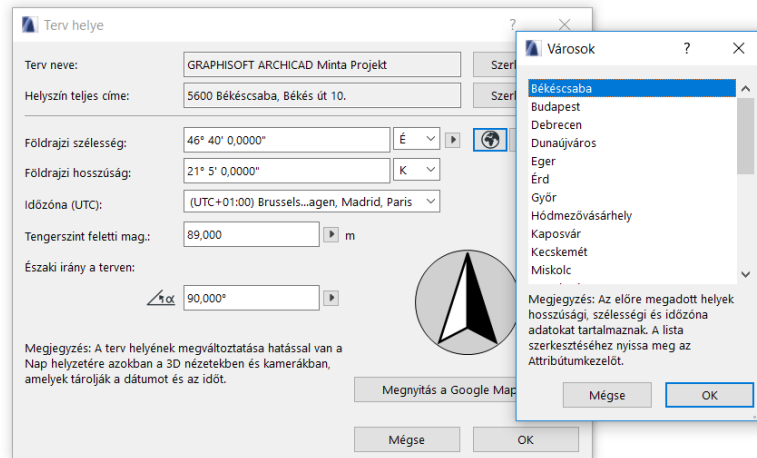 Terv helye
Terv neve:
GRAPHISOFT ARCHICAD Minta Projekt
Helyszín teljes címe:
5600 Békéscsaba, Békés út 10.
Földrajzi szélesség:
46° 40' 0,0000"
É
Földrajzi hosszúság:
21° 5' 0,0000"
K
Időzóna (UTC):
(UTC+01:00) Brussels...agen, Madrid, Paris
Tengerszint feletti mag.:
89,000
m
Északi irány a terven:
α
90,000°
Megjegyzés: A terv helyének megváltoztatása hatással van a
Nap helyzetére azokban a 3D nézetekben és kamerákban,
amelyek tárolják a dátumot és az időt.
Megnyitás a Google Map
Mégse
OK
Városok
Békéscsaba
Budapest
Debrecen
Dunaújváros
Eger
Érd
Győr
Hódmezővásárhely
Kaposvár
Kecskemét
Miskolc
Megjegyzés: Az előre megadott helyek
hosszúsági, szélességi és időzóna
adatokat tartalmaznak. A lista
szerkesztéséhez nyissa meg az
Attribútumkezelőt.
Mégse
OK